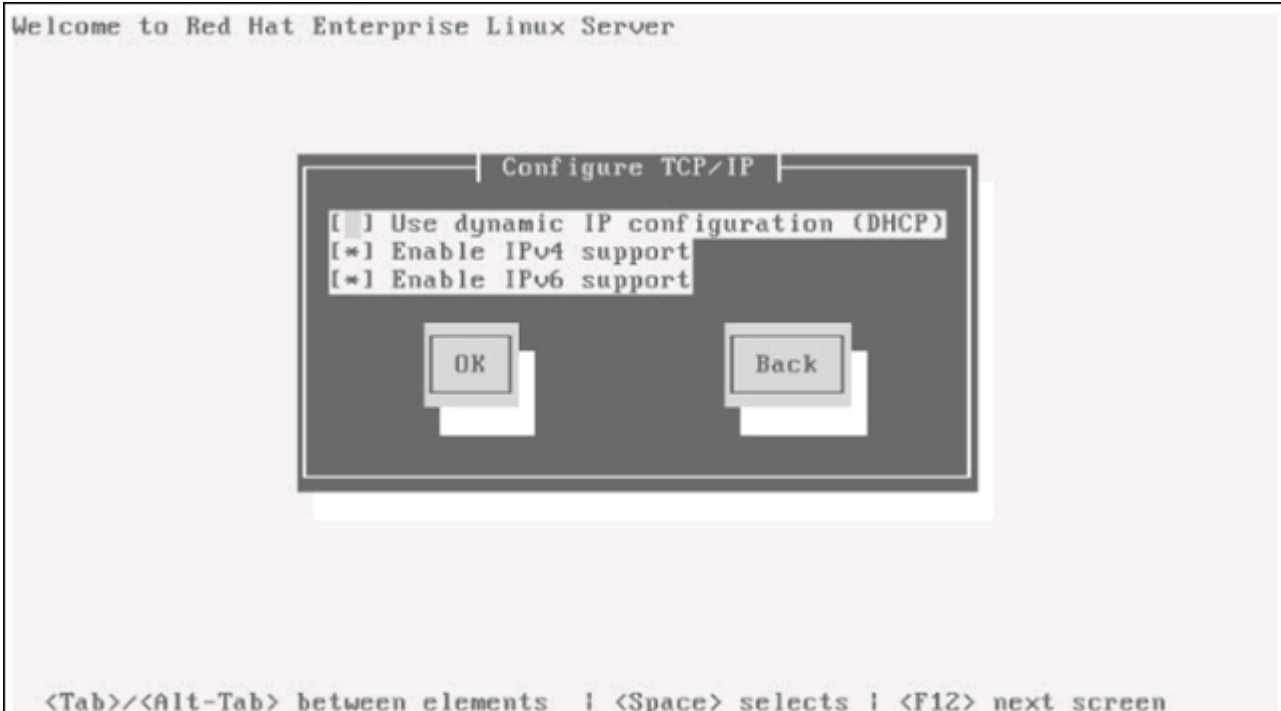 Welcome to Red Hat Enterprise Linux Server
Configure TCP/IP
[ ] Use dynamic IP configuration (DHCP)
[*] Enable IPv4 support
[*] Enable IPv6 support
OK Back
<Tab>/<Alt-Tab> between elements | <Space> selects | <F12> next screen